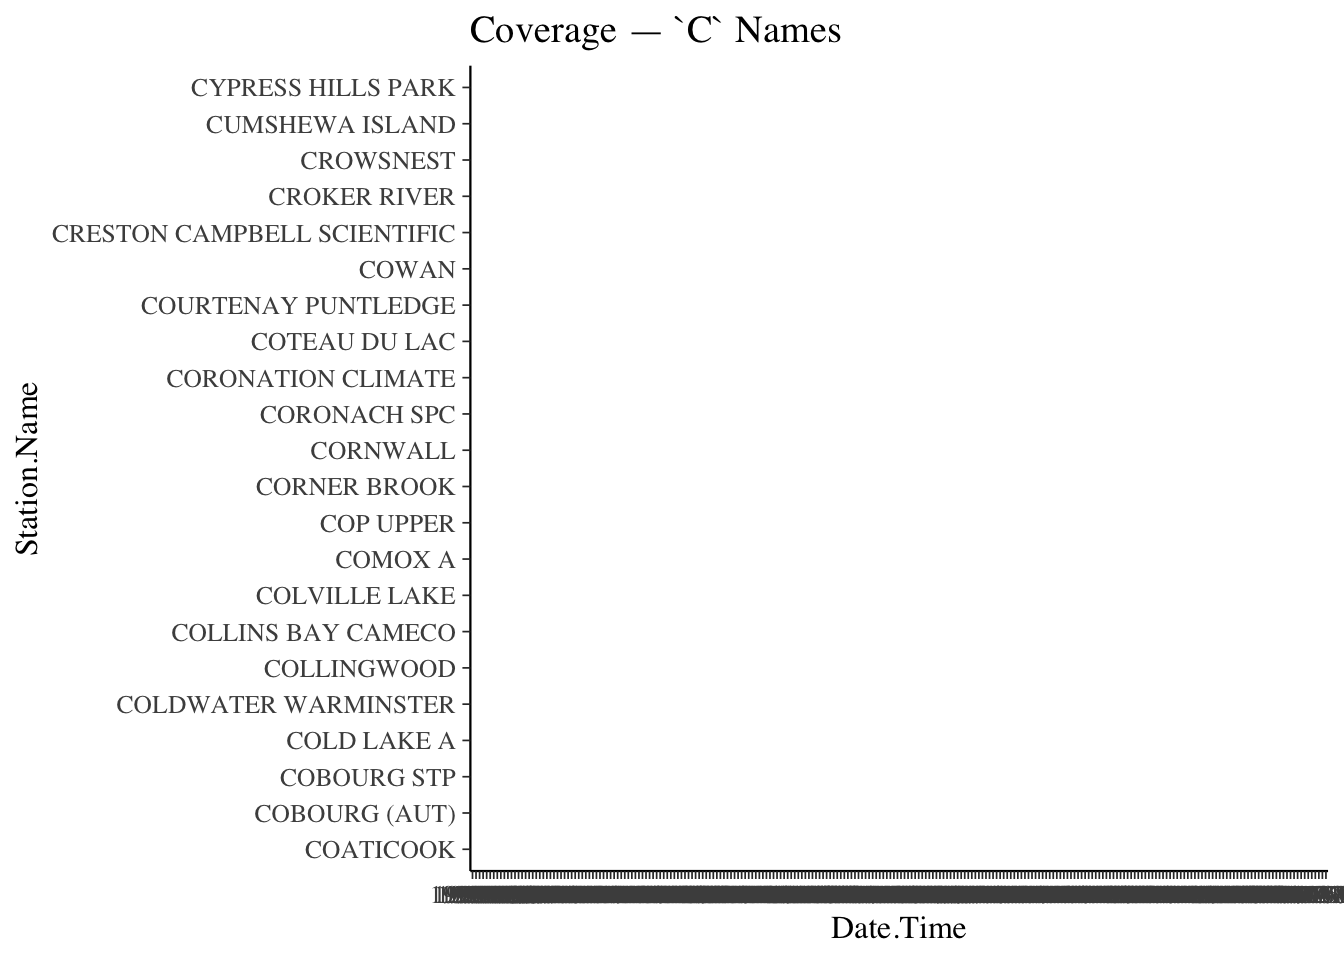 Coverage — `C` Names
CYPRESS HILLS PARK
CUMSHEWA ISLAND
CROWSNEST
CROKER RIVER
CRESTON CAMPBELL SCIENTIFIC
COWAN
COURTENAY PUNTLEDGE
COTEAU DU LAC
CORONATION CLIMATE
CORONACH SPC
CORNWALL
CORNER BROOK
COP UPPER
COMOX A
COLVILLE LAKE
COLLINS BAY CAMECO
COLLINGWOOD
COLDWATER WARMINSTER
COLD LAKE A
COBOURG STP
COBOURG (AUT)
COATICOOK
Station.Name
Date.Time